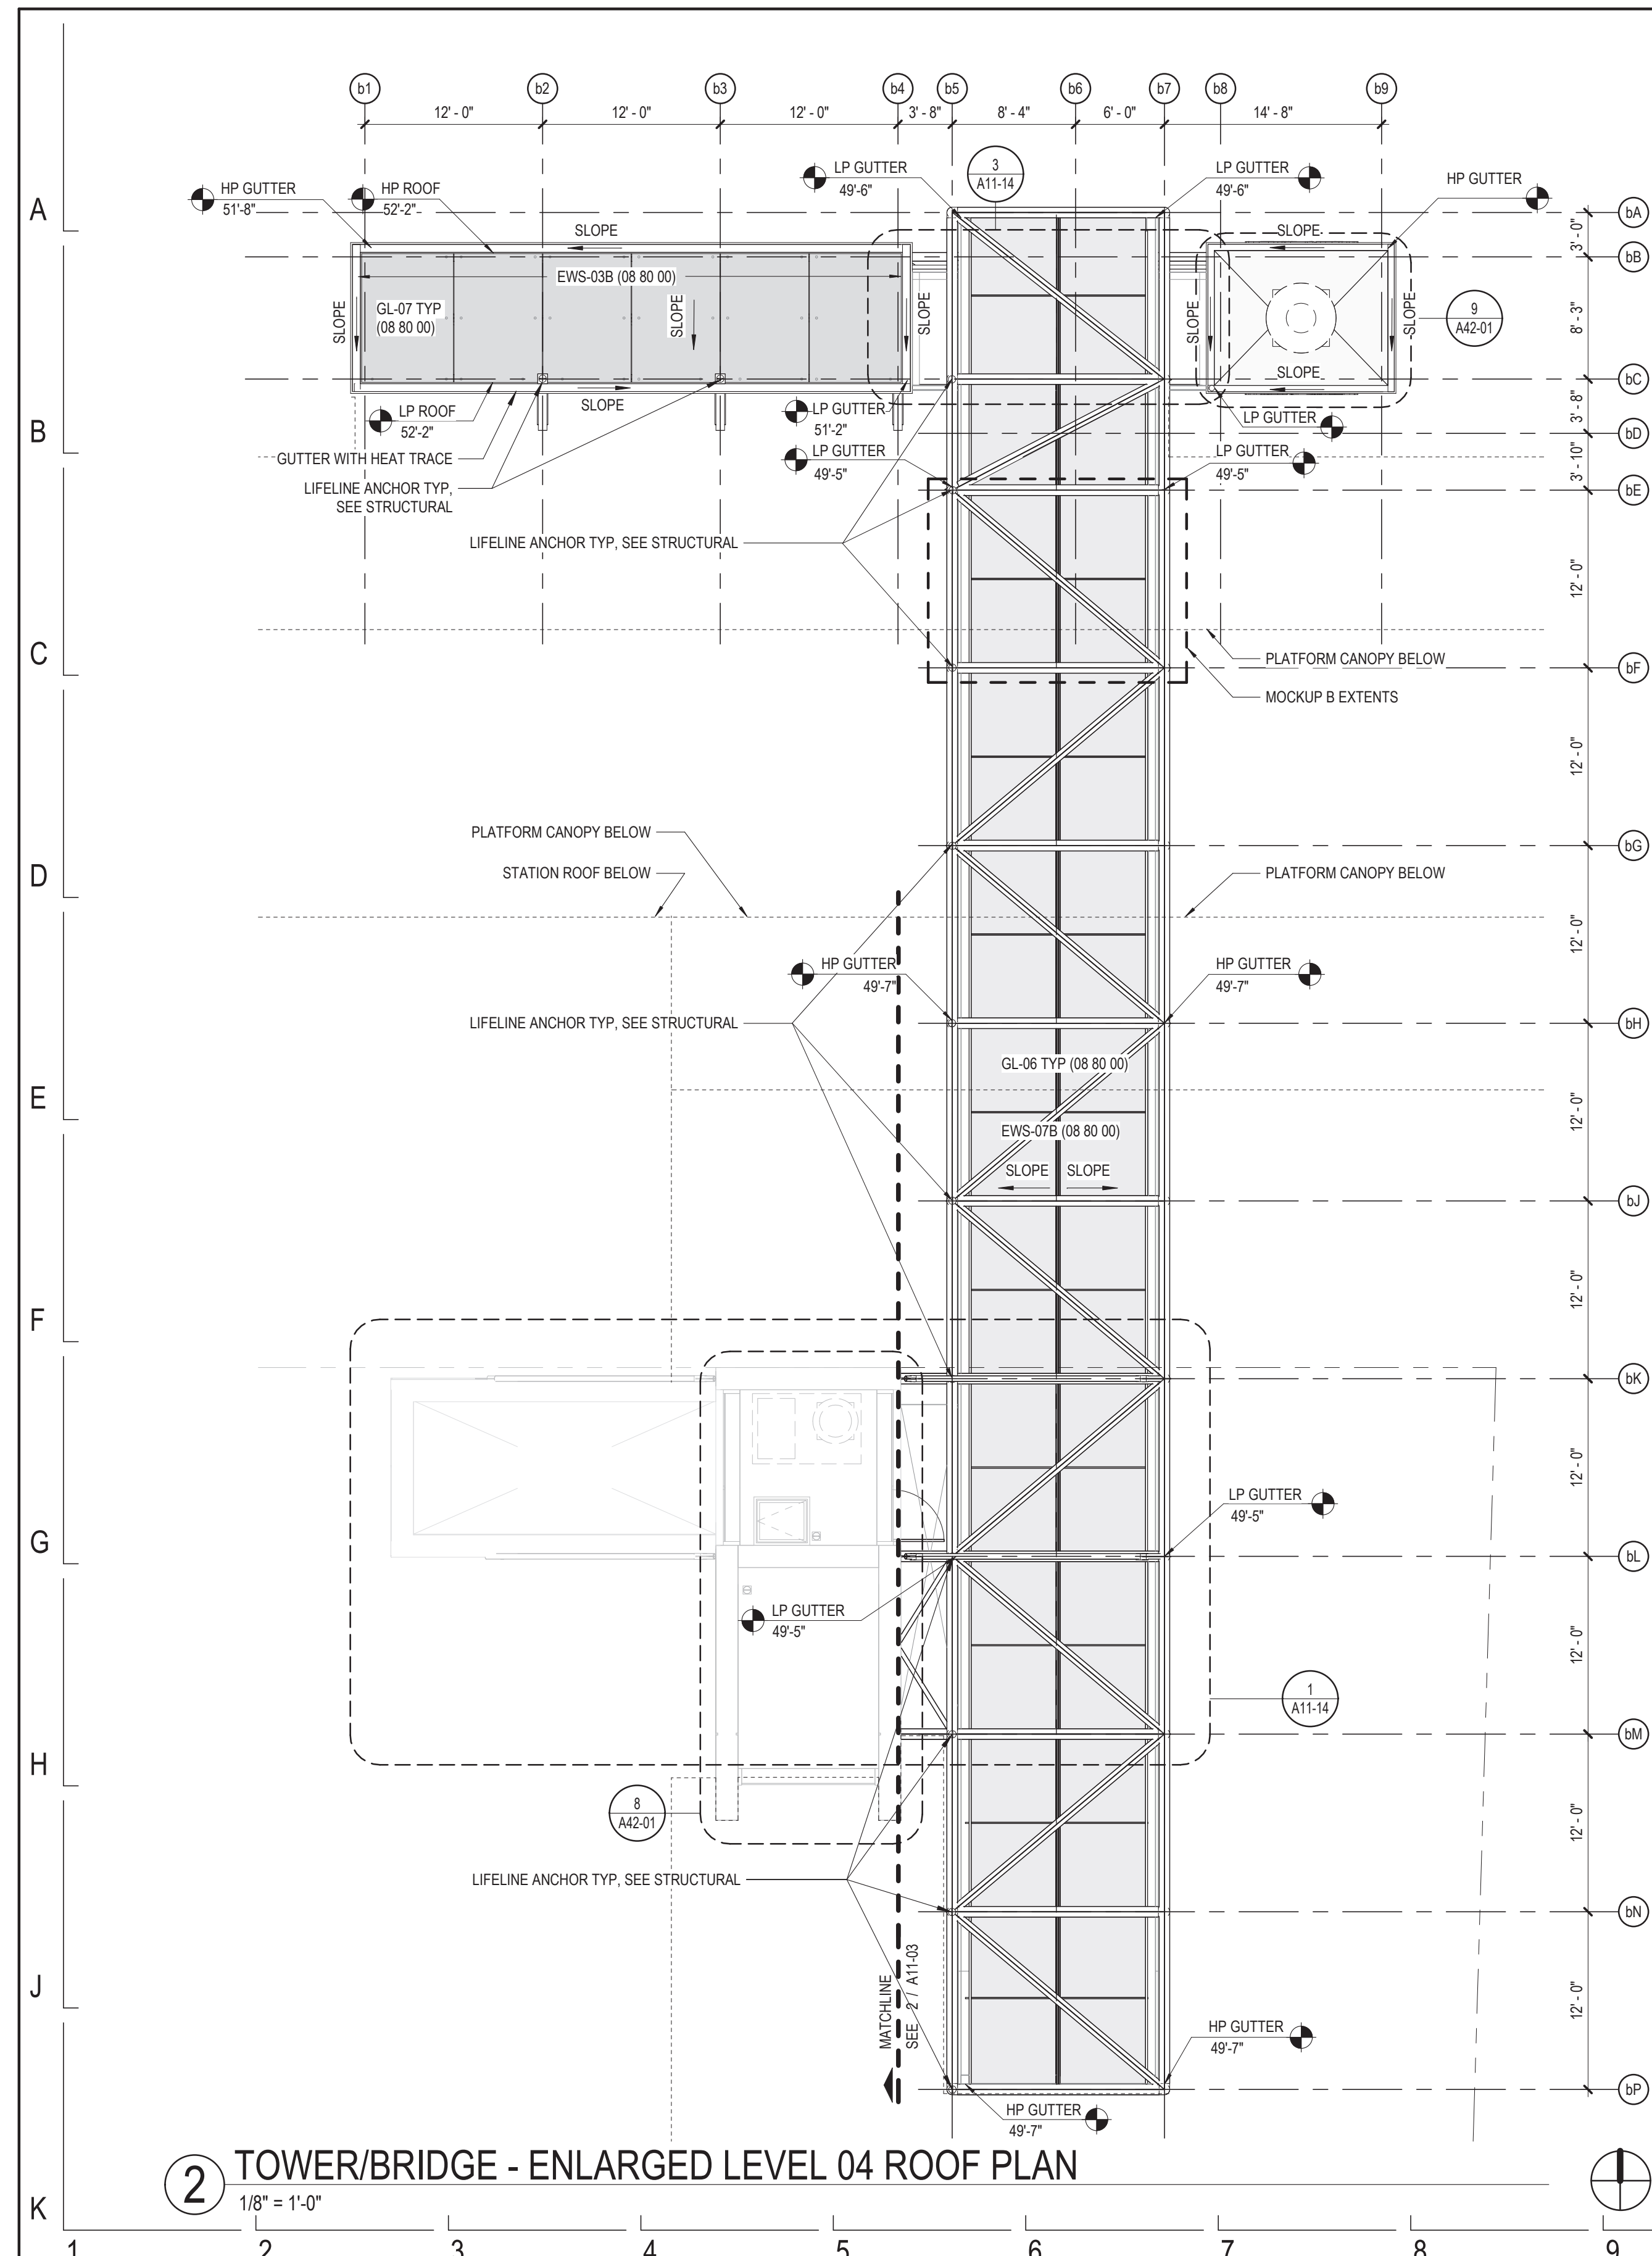 b1
b2
b3
b4
b5
b6
b7
b8
b9
12' - 0"
12' - 0"
12' - 0"
3' - 8"
8' - 4"
6' - 0"
14' - 8"
A
HP GUTTER
51'-8"
HP ROOF
52'-2"
LP GUTTER
49'-6"
3
A11-14
LP GUTTER
49'-6"
HP GUTTER
bA
3' - 0"
bB
SLOPE
SLOPE
EWS-03B (08 80 00)
GL-07 TYP
(08 80 00)
SLOPE
SLOPE
SLOPE
SLOPE
SLOPE
9
A42-01
8' - 3"
SLOPE
bC
B
LP ROOF
52'-2"
SLOPE
LP GUTTER
51'-2"
LP GUTTER
3' - 8"
bD
GUTTER WITH HEAT TRACE
LP GUTTER
49'-5"
LP GUTTER
49'-5"
3' - 10"
bE
LIFELINE ANCHOR TYP,
SEE STRUCTURAL
LIFELINE ANCHOR TYP, SEE STRUCTURAL
12' - 0"
C
PLATFORM CANOPY BELOW
bF
MOCKUP B EXTENTS
12' - 0"
PLATFORM CANOPY BELOW
bG
D
STATION ROOF BELOW
PLATFORM CANOPY BELOW
12' - 0"
HP GUTTER
49'-7"
HP GUTTER
49'-7"
LIFELINE ANCHOR TYP, SEE STRUCTURAL
bH
GL-06 TYP (08 80 00)
E
12' - 0"
EWS-07B (08 80 00)
SLOPE
SLOPE
bJ
F
12' - 0"
bK
12' - 0"
LP GUTTER
49'-5"
G
bL
LP GUTTER
49'-5"
12' - 0"
1
A11-14
bM
H
8
A42-01
12' - 0"
LIFELINE ANCHOR TYP, SEE STRUCTURAL
bN
J
MATCHLINE
SEE 2 / A11-03
12' - 0"
HP GUTTER
49'-7"
bP
HP GUTTER
49'-7"
2
TOWER/BRIDGE - ENLARGED LEVEL 04 ROOF PLAN
1/8" = 1'-0"
K
1
2
3
4
5
6
7
8
9